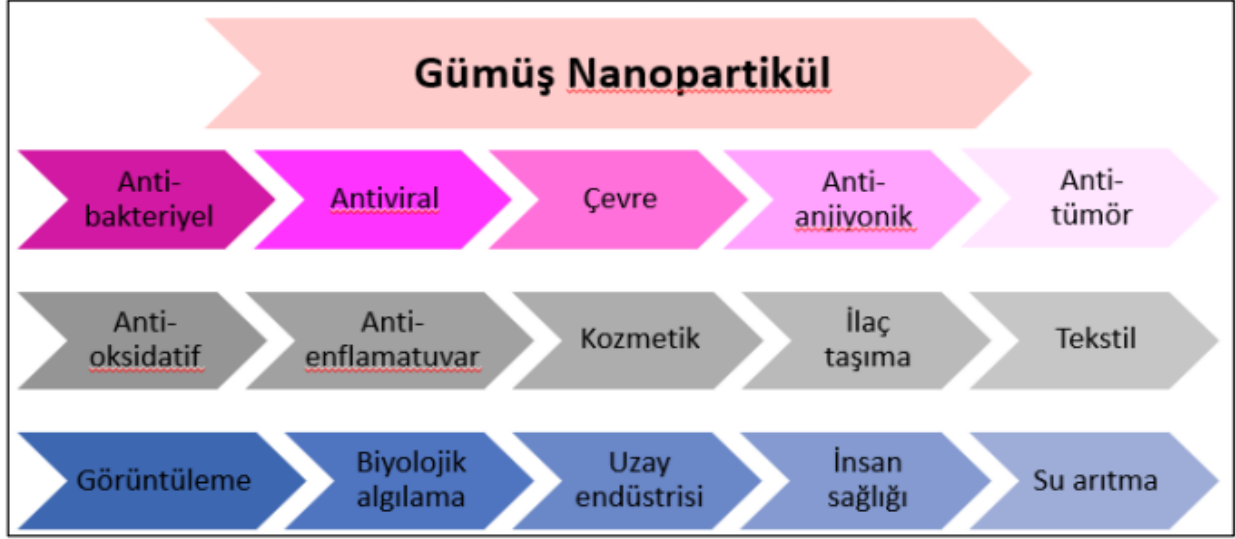 Gümüş Nanopartikül
Anti-
bakteriyel
Antiviral
Çevre
Anti-
anjiyonik
Anti-
tümör
Anti-
oksidatif
Anti-
enflamatuvar
Kozmetik
İlaç
taşıma
Tekstil
Görüntüleme
Biyolojik
algılama
Uzay
endüstrisi
İnsan
sağlığı
Su arıtma